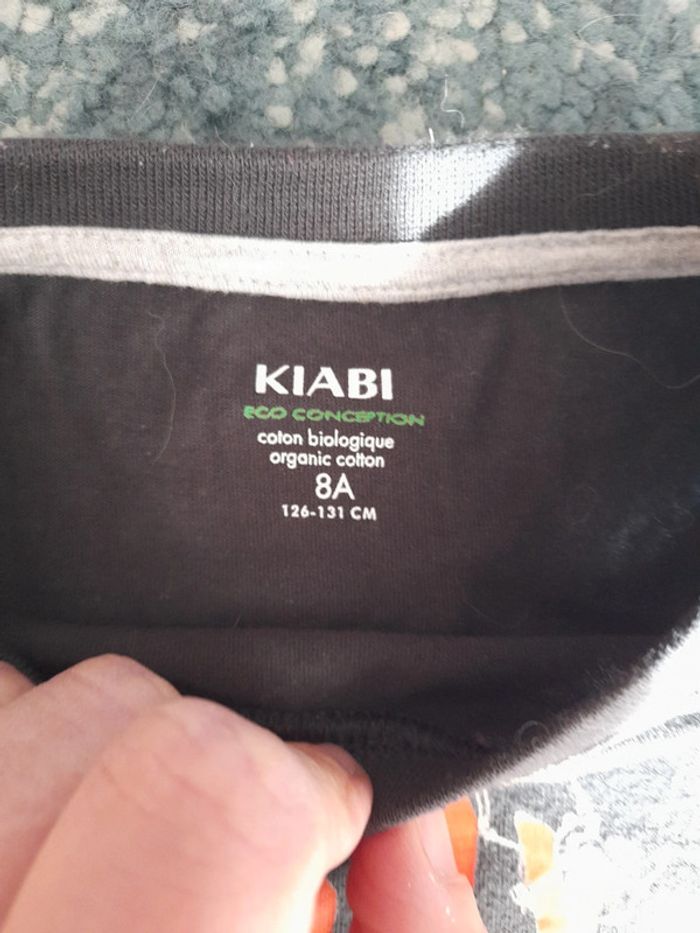 KIABI
ECO CONCEPTION
coton biologique
organic cotton
8A
126-131 CM